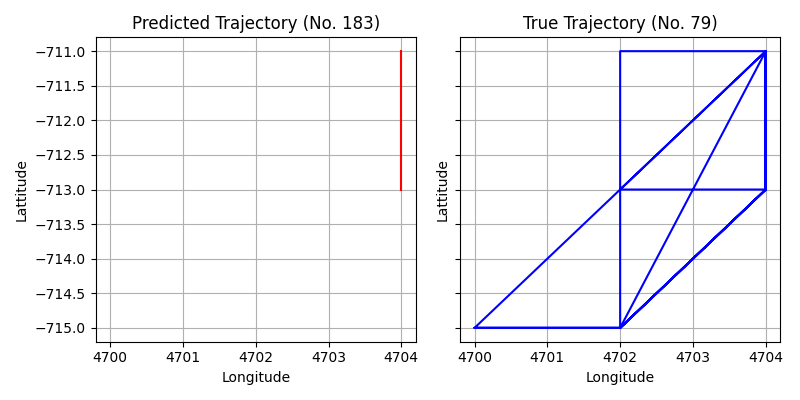 Predicted Trajectory (No. 183)
True Trajectory (No. 79)
−711.0
−711.5
−712.0
−712.5
−713.0
−713.5
−714.0
−714.5
−715.0
Lattitude
Lattitude
4700 4701 4702 4703 4704
4700 4701 4702 4703 4704
Longitude
Longitude